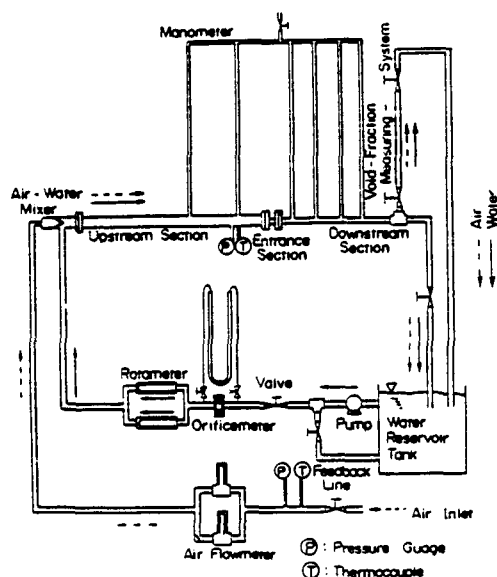 Manometer
Void-Fraction
Measuring-
System
Air-Water
Mixer
Upstream Section
P
T
Entrance
Section
Downstream
Section
Air
Water
Rotameter
Orificemeter
Valve
Pump
Water
Reservoir
Tank
Feedback
Line
P
T
Air Flowmeter
Air Inlet
P : Pressure Guage
T : Thermocouple